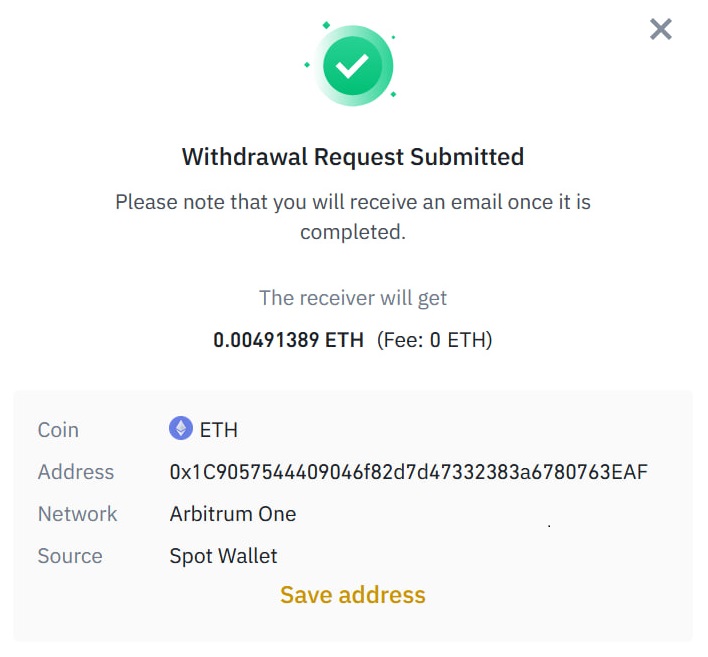 Withdrawal Request Submitted
Please note that you will receive an email once it is
completed.
The receiver will get
0.00491389 ETH (Fee: 0 ETH)
Coin ETH
Address 0x1C9057544409046f82d7d47332383a6780763EAF
Network Arbitrum One
Source Spot Wallet
Save address